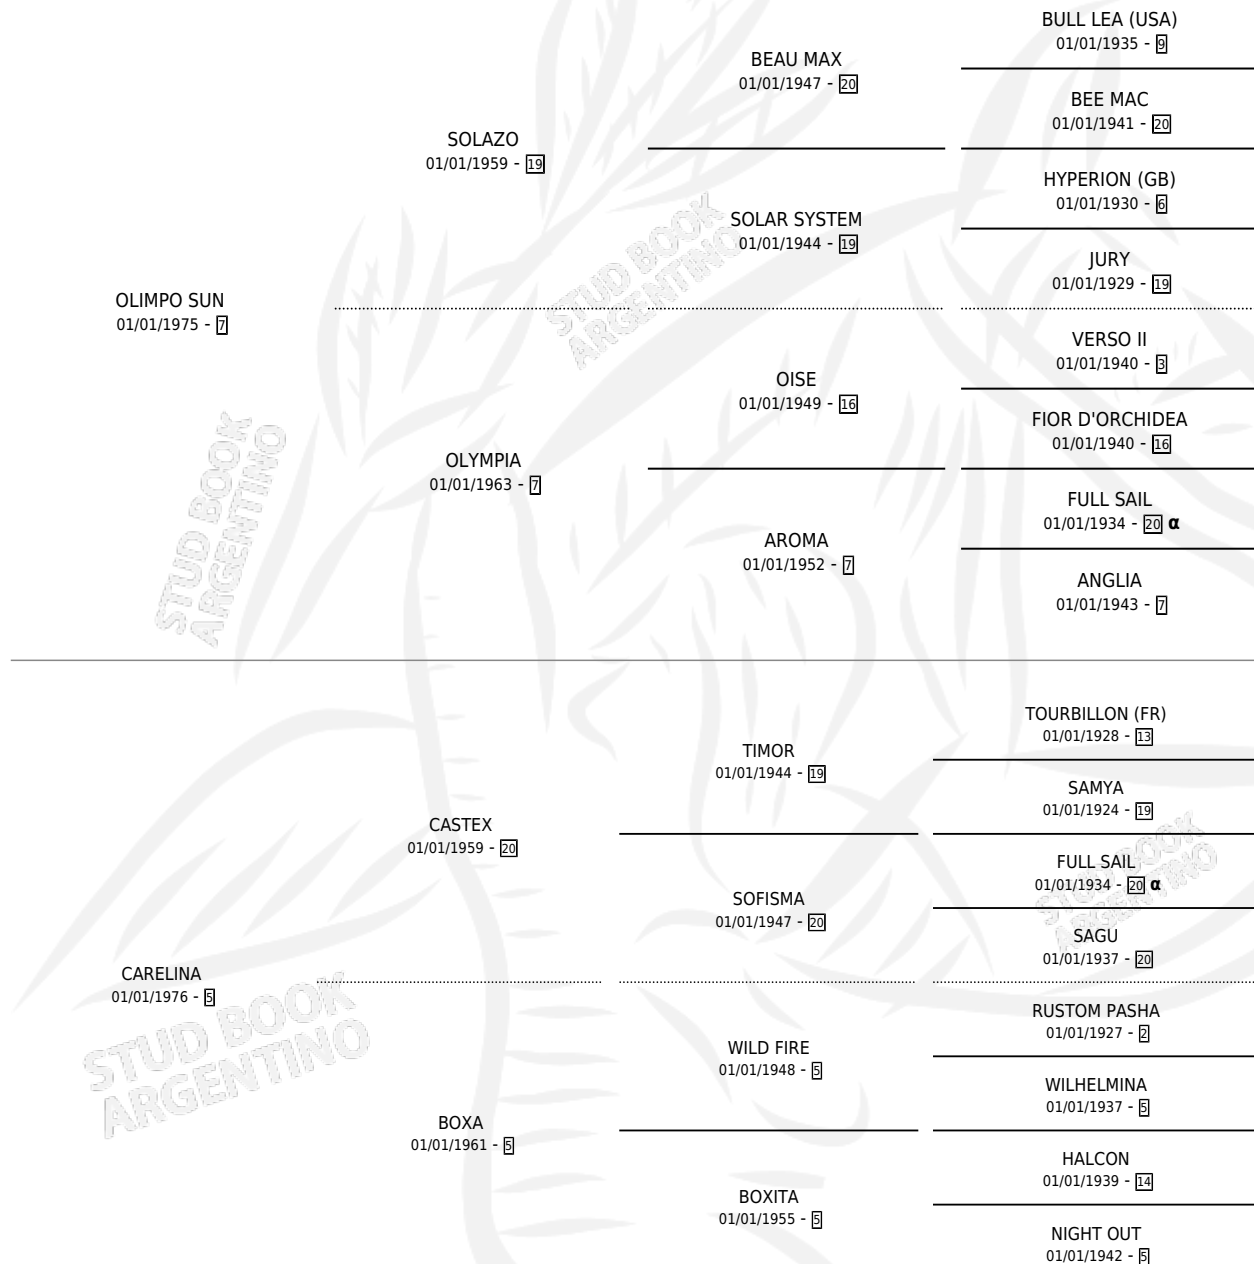 BULL LEA (USA)
01/01/1935 - 9
BEAU MAX
01/01/1947 - 20
BEE MAC
01/01/1941 - 20
SOLAZO
01/01/1959 - 19
HYPERION (GB)
01/01/1930 - 6
SOLAR SYSTEM
01/01/1944 - 19
JURY
01/01/1929 - 19
OLIMPO SUN
01/01/1975 - 7
VERSO II
01/01/1940 - 3
OISE
01/01/1949 - 16
FIOR D'ORCHIDEA
01/01/1940 - 16
OLYMPIA
01/01/1963 - 7
FULL SAIL
01/01/1934 - 20 α
AROMA
01/01/1952 - 7
ANGLIA
01/01/1943 - 7
TOURBILLON (FR)
01/01/1928 - 13
TIMOR
01/01/1944 - 19
SAMYA
01/01/1924 - 19
CASTEX
01/01/1959 - 20
FULL SAIL
01/01/1934 - 20 α
SOFISMA
01/01/1947 - 20
SAGU
01/01/1937 - 20
CARELINA
01/01/1976 - 5
RUSTOM PASHA
01/01/1927 - 2
WILD FIRE
01/01/1948 - 5
WILHELMINA
01/01/1937 - 5
BOXA
01/01/1961 - 5
HALCON
01/01/1939 - 14
BOXITA
01/01/1955 - 5
NIGHT OUT
01/01/1942 - 5
STUD BOOK
ARGENTINO
STUD BOOK
ARGENTINO
STUD BOOK
ARGENTINO
STUD BOOK
ARGENTINO